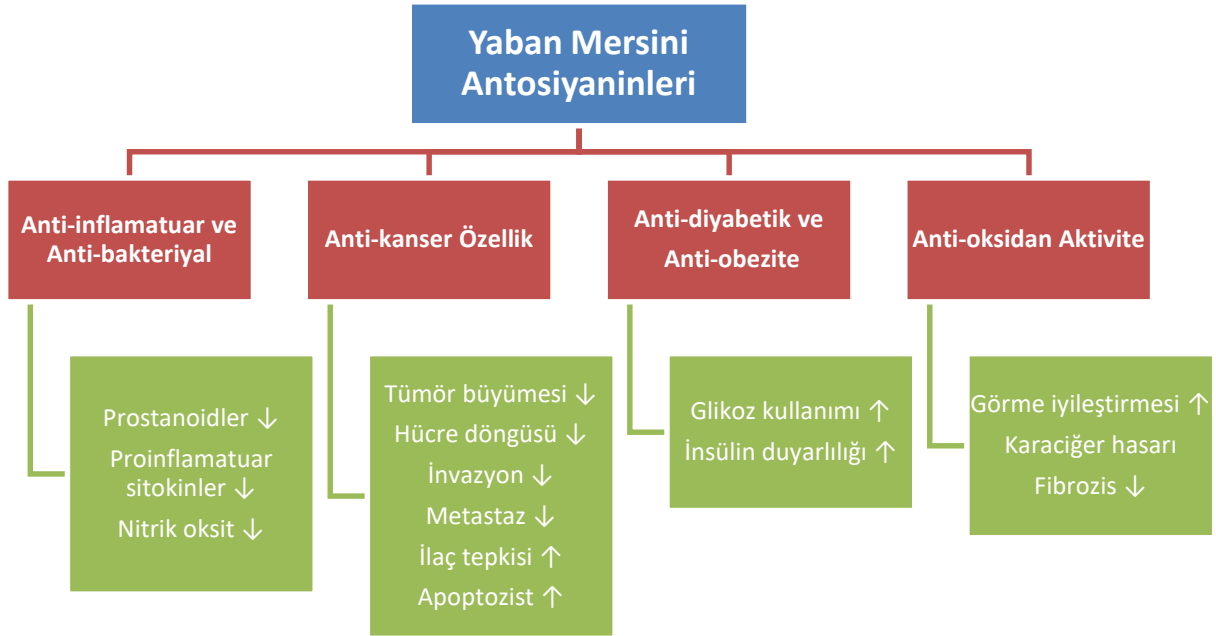 Yaban Mersini
Antosiyaninleri
Anti-inflamatuar ve
Anti-bakteriyal
Prostanoidler ↓
Proinflamatuar
sitokinler ↓
Nitrik oksit ↓
Anti-kanser Özellik
Tümör büyümesi ↓
Hücre döngüsü ↓
İnvazyon ↓
Metastaz ↓
İlaç tepkisi ↑
Apoptozist ↑
Anti-diyabetik ve
Anti-obezite
Glikoz kullanımı ↑
İnsülin duyarlılığı ↑
Anti-oksidan Aktivite
Görme iyileştirmesi ↑
Karaciğer hasarı
Fibrozis ↓